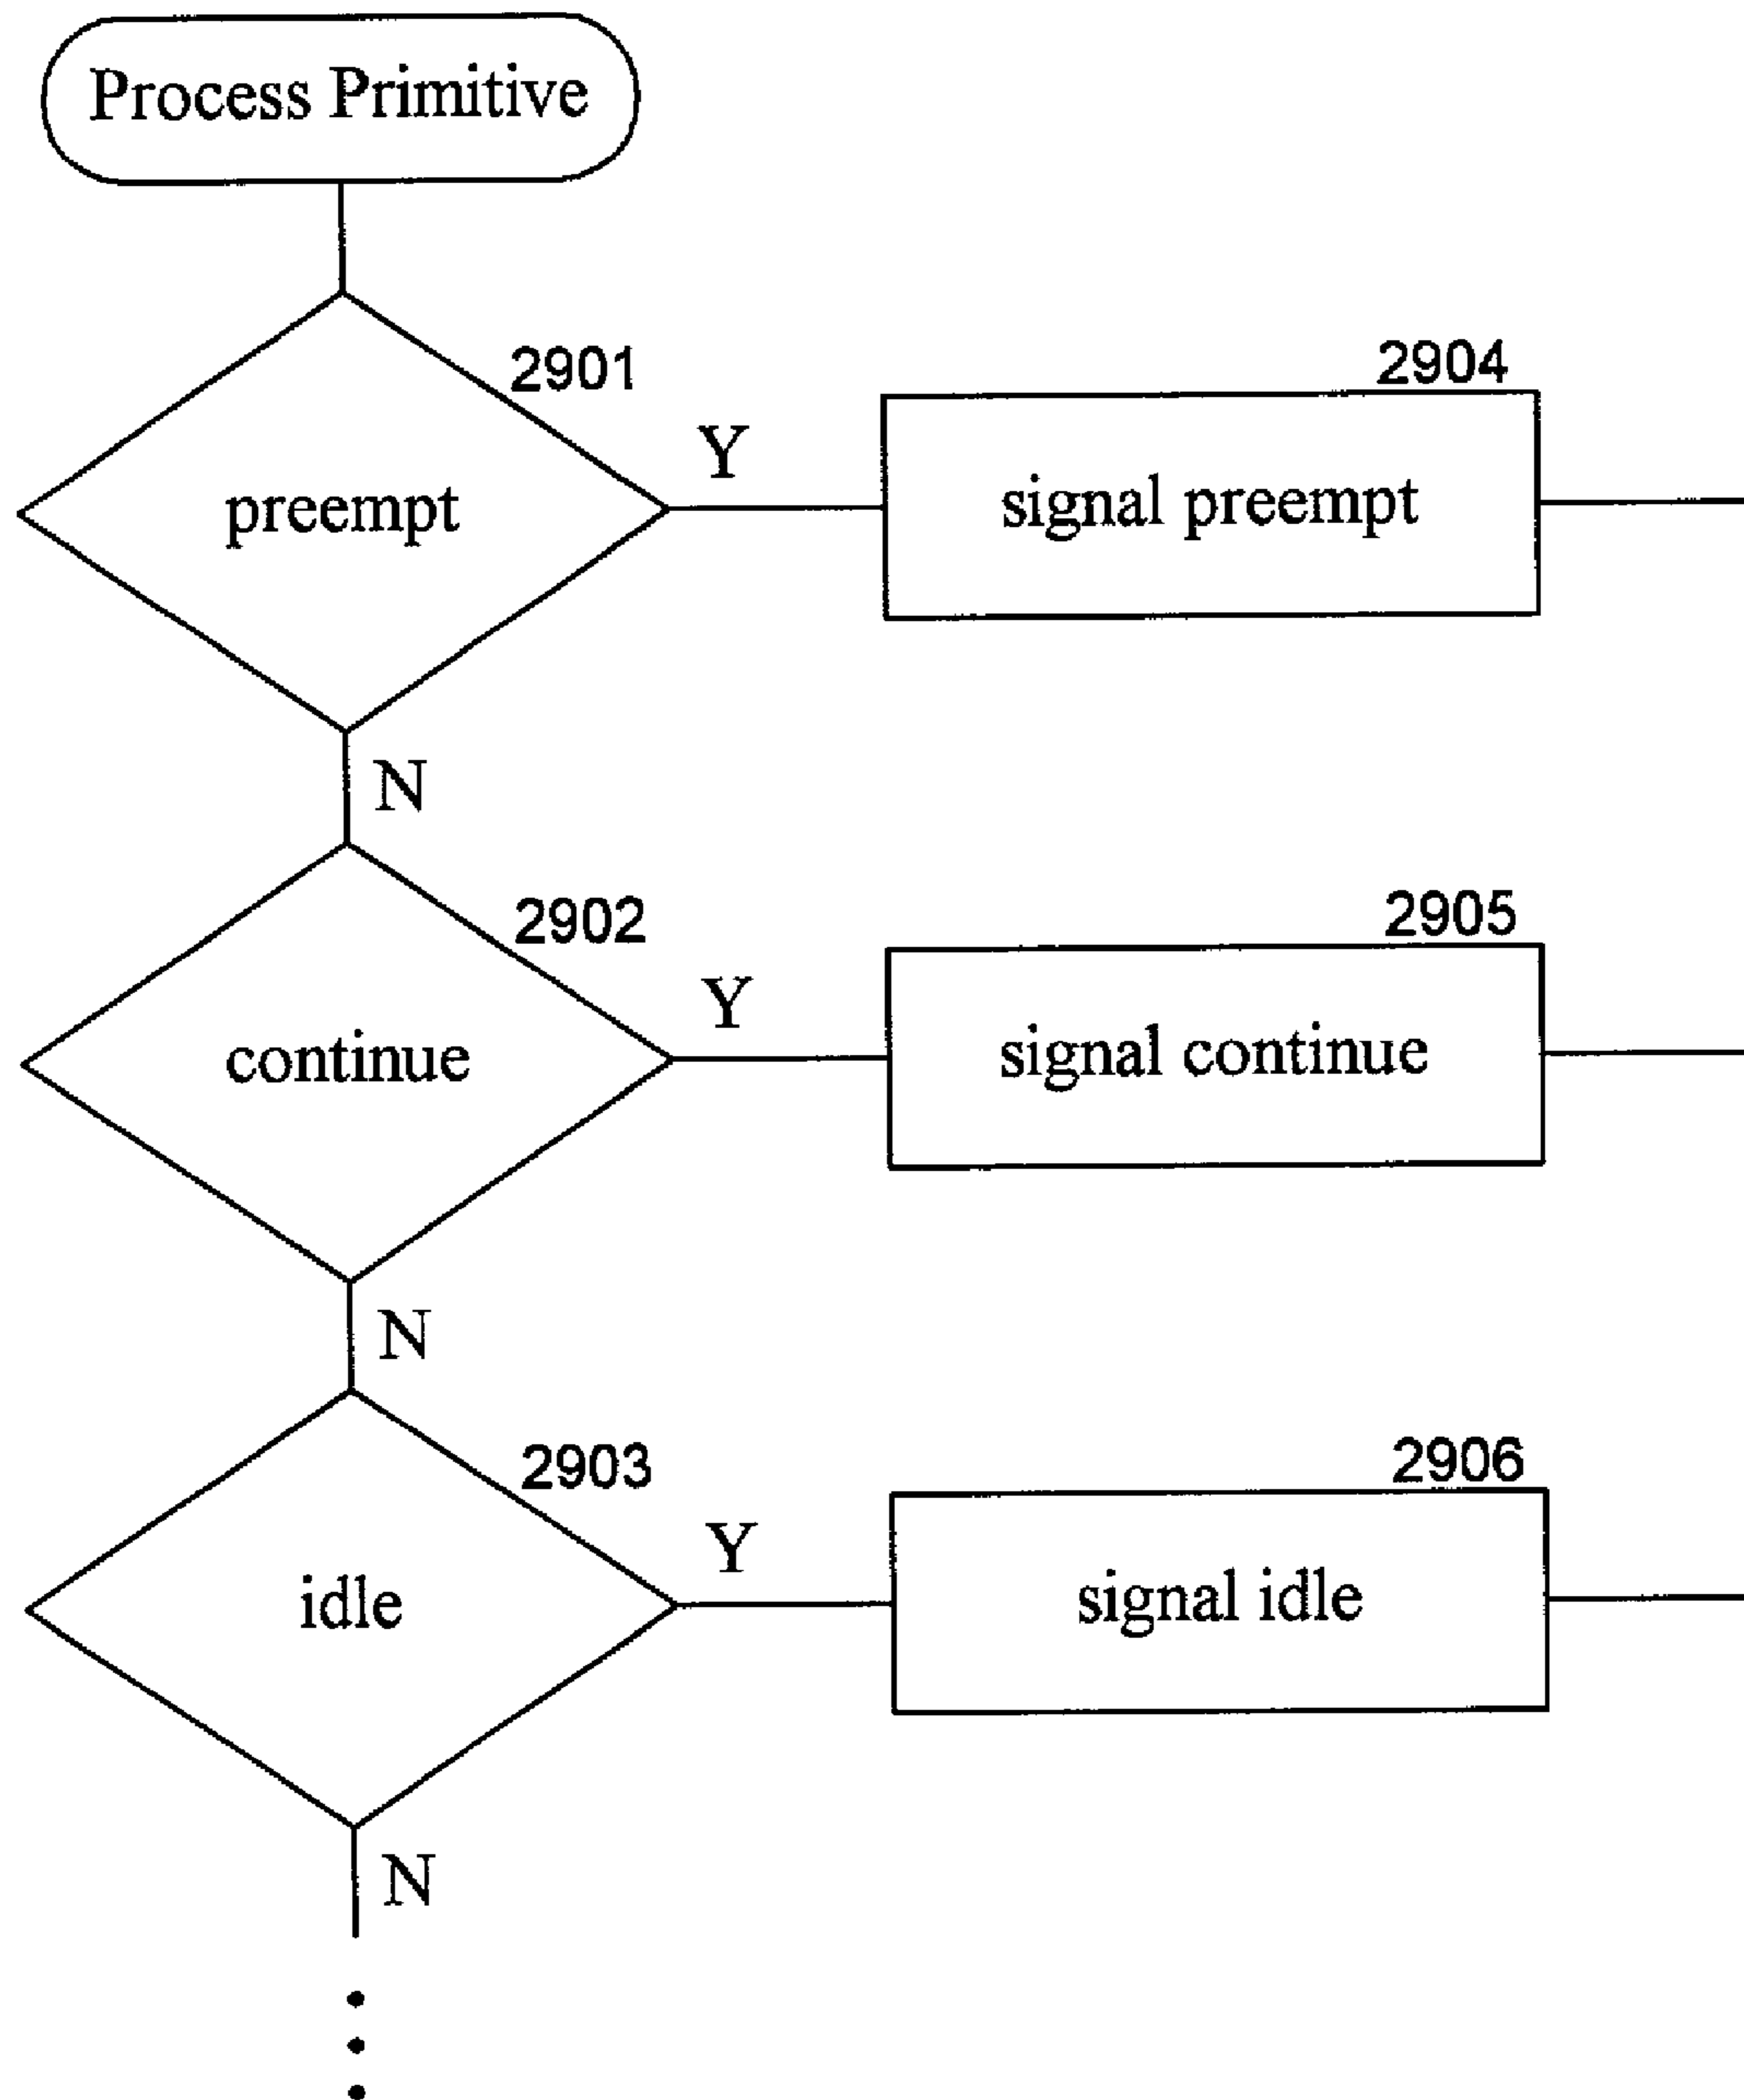 Process Primitive
2901
2904
Y
preempt
signal preempt
N
2902
2905
Y
continue
signal continue
N
2903
2906
Y
idle
signal idle
N